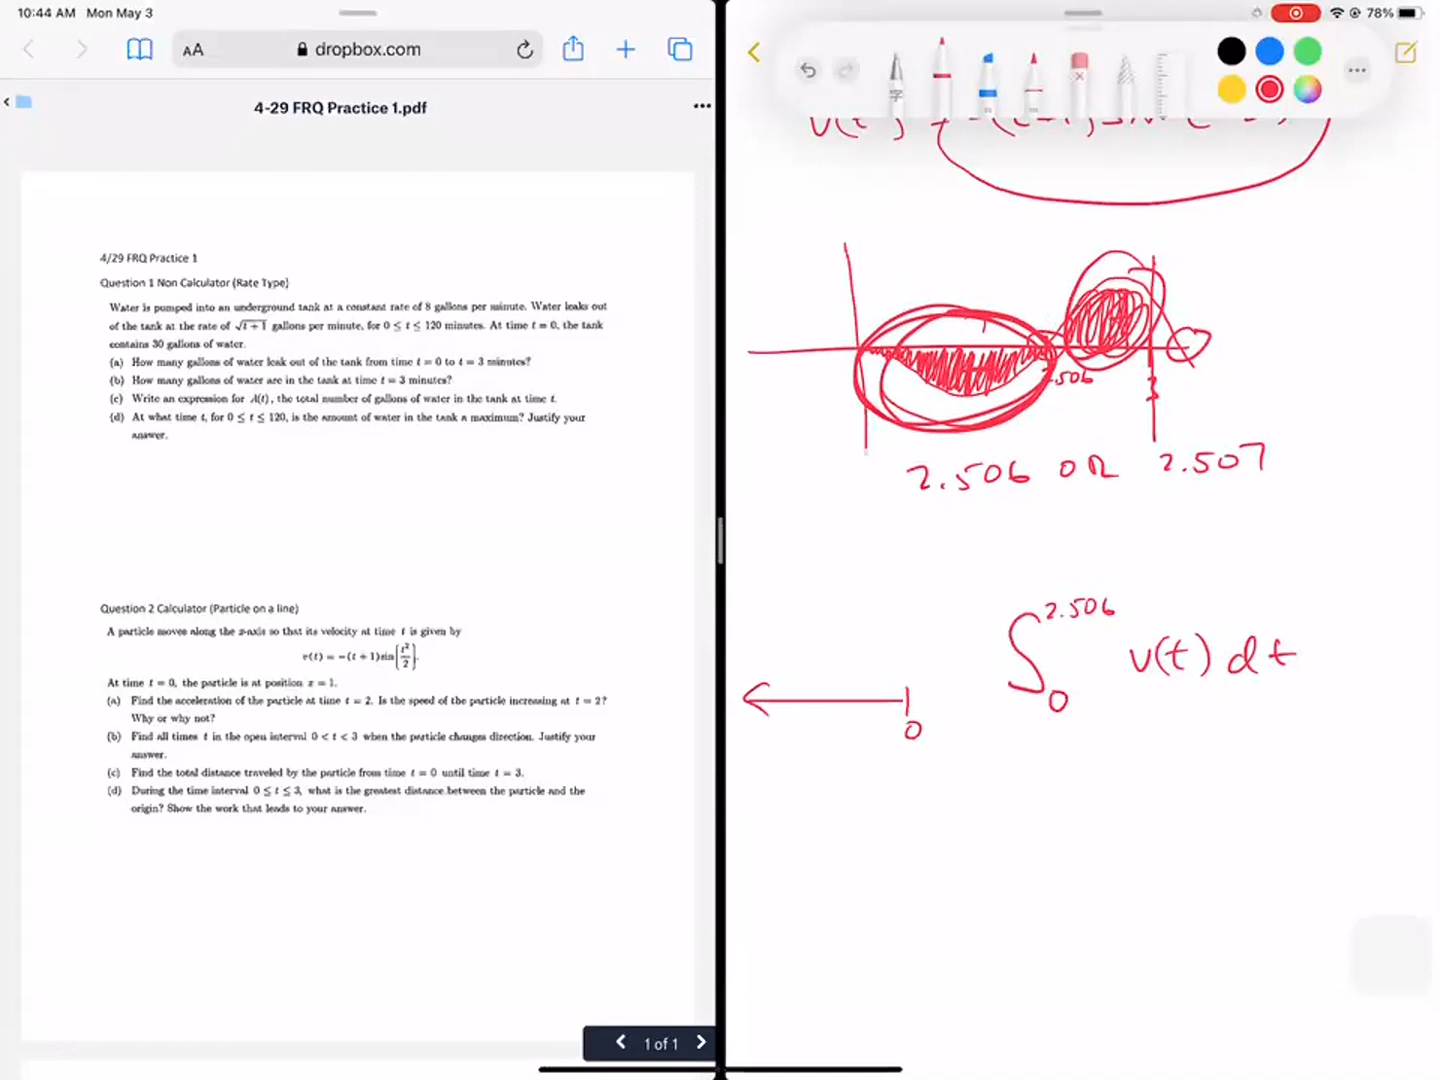 10:44 AM Mon May 3
78%
AA
dropbox.com
4-29 FRQ Practice 1.pdf
4/29 FRQ Practice 1
Question 1 Non Calculator (Rate Type)
Water is pumped into an underground tank at a constant rate of 8 gallons per minute. Water leaks out
of the tank at the rate of √t + 1 gallons per minute, for 0 ≤ t ≤ 120 minutes. At time t = 0, the tank
contains 30 gallons of water.
(a) How many gallons of water leak out of the tank from time t = 0 to t = 3 minutes?
(b) How many gallons of water are in the tank at time t = 3 minutes?
(c) Write an expression for A(t), the total number of gallons of water in the tank at time t.
(d) At what time t, for 0 ≤ t ≤ 120, is the amount of water in the tank a maximum? Justify your
answer.
Question 2 Calculator (Particle on a line)
A particle moves along the x-axis so that its velocity at time t is given by
v(t) = −(t + 1)sin(t²/2).
At time t = 0, the particle is at position x = 1.
(a) Find the acceleration of the particle at time t = 2. Is the speed of the particle increasing at t = 2?
Why or why not?
(b) Find all times t in the open interval 0 < t < 3 when the particle changes direction. Justify your
answer.
(c) Find the total distance traveled by the particle from time t = 0 until time t = 3.
(d) During the time interval 0 ≤ t ≤ 3, what is the greatest distance between the particle and the
origin? Show the work that leads to your answer.
1 of 1
v(t)
.506
3
2.506 OR 2.507
∫₀^2.506 v(t) dt
0